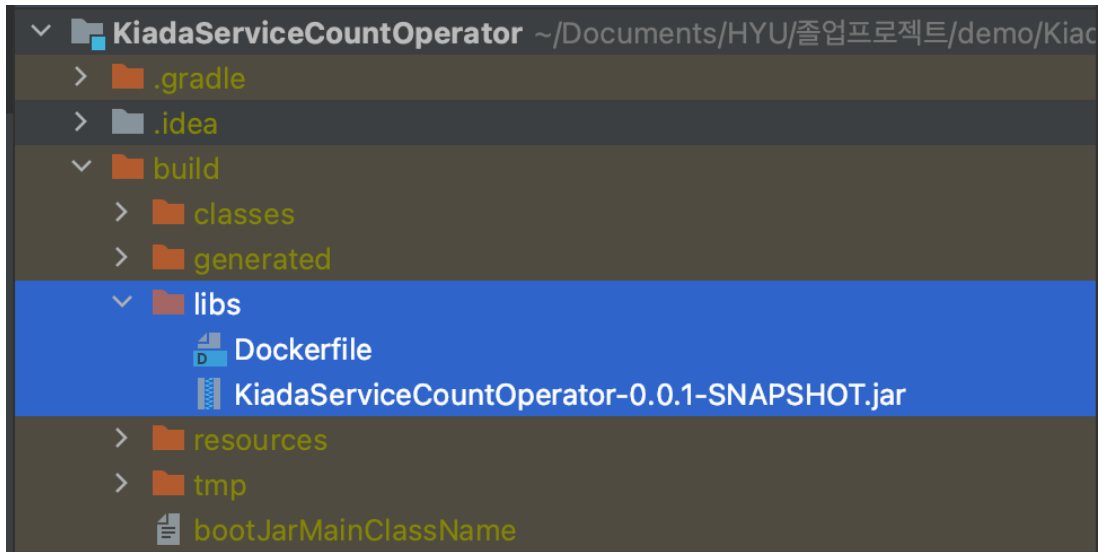 KiadaServiceCountOperator ~/Documents/HYU/졸업프로젝트/demo/Kiad
.gradle
.idea
build
classes
generated
libs
Dockerfile
KiadaServiceCountOperator-0.0.1-SNAPSHOT.jar
resources
tmp
bootJarMainClassName